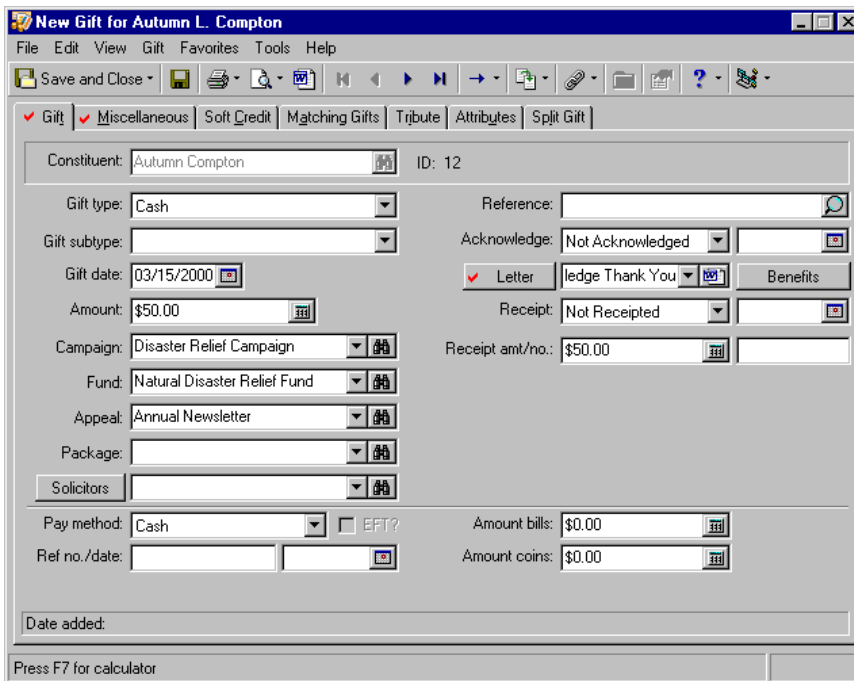 New Gift for Autumn L. Compton
File Edit View Gift Favorites Tools Help
Save and Close
Gift Miscellaneous Soft Credit Matching Gifts Tribute Attributes Split Gift
Constituent: Autumn Compton ID: 12
Gift type: Cash Reference:
Gift subtype: Acknowledge: Not Acknowledged
Gift date: 03/15/2000 Letter ledge Thank You Benefits
Amount: $50.00 Receipt: Not Receipted
Campaign: Disaster Relief Campaign Receipt amt/no.: $50.00
Fund: Natural Disaster Relief Fund
Appeal: Annual Newsletter
Package:
Solicitors
Pay method: Cash EFT? Amount bills: $0.00
Ref no./date: Amount coins: $0.00
Date added:
Press F7 for calculator